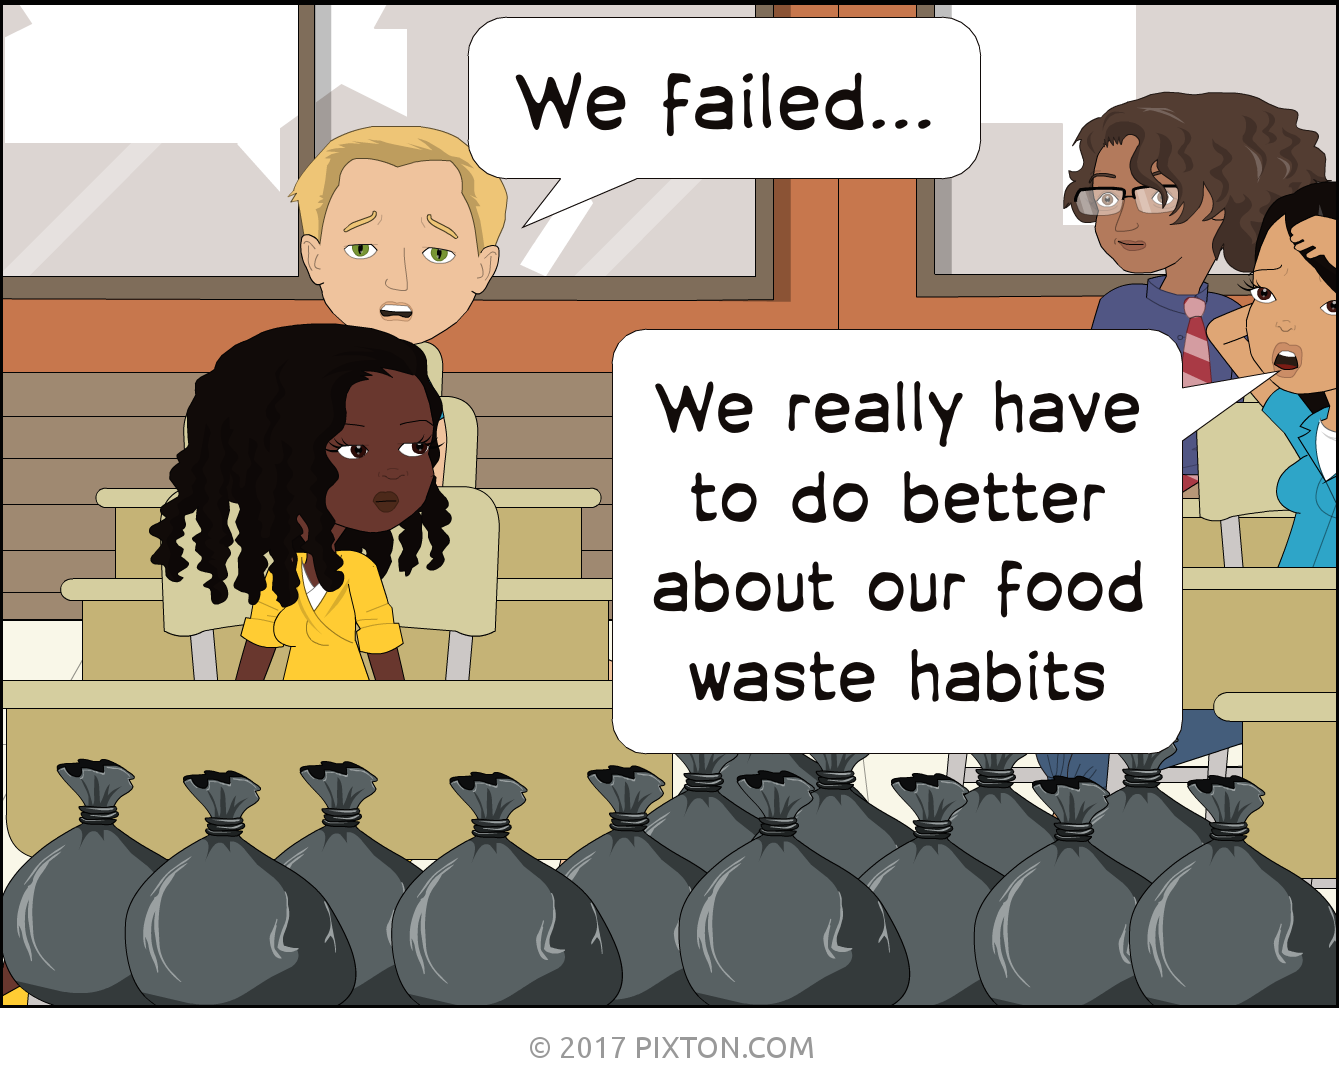 We failed...
We really have
to do better
about our food
waste habits
© 2017 PIXTON.COM